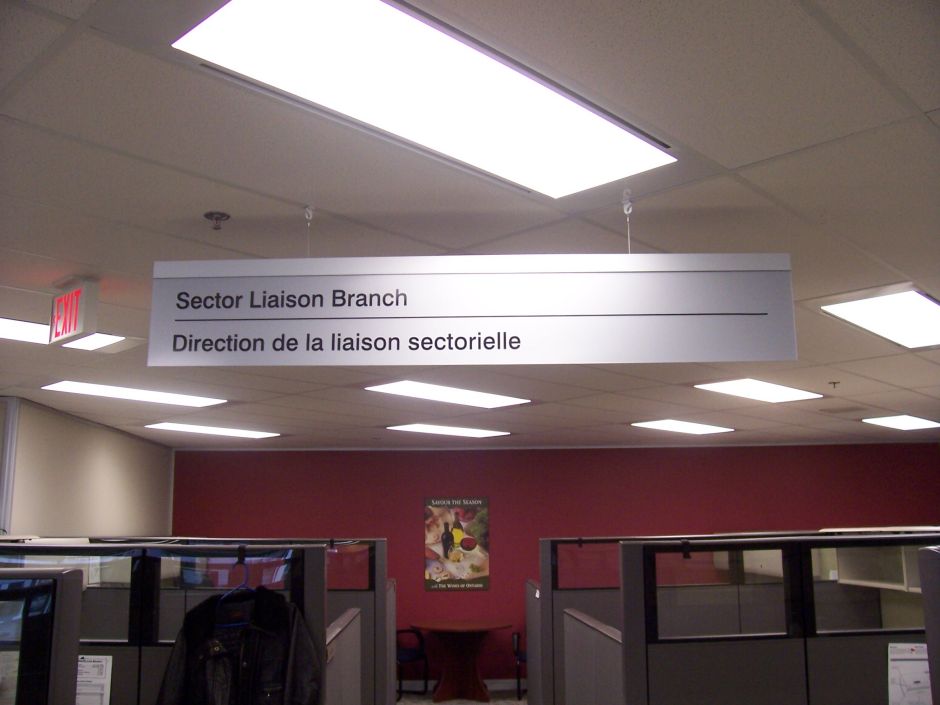 Sector Liaison Branch
Direction de la liaison sectorielle
EXIT
SAVOUR THE SEASON
THE WINES OF ONTARIO